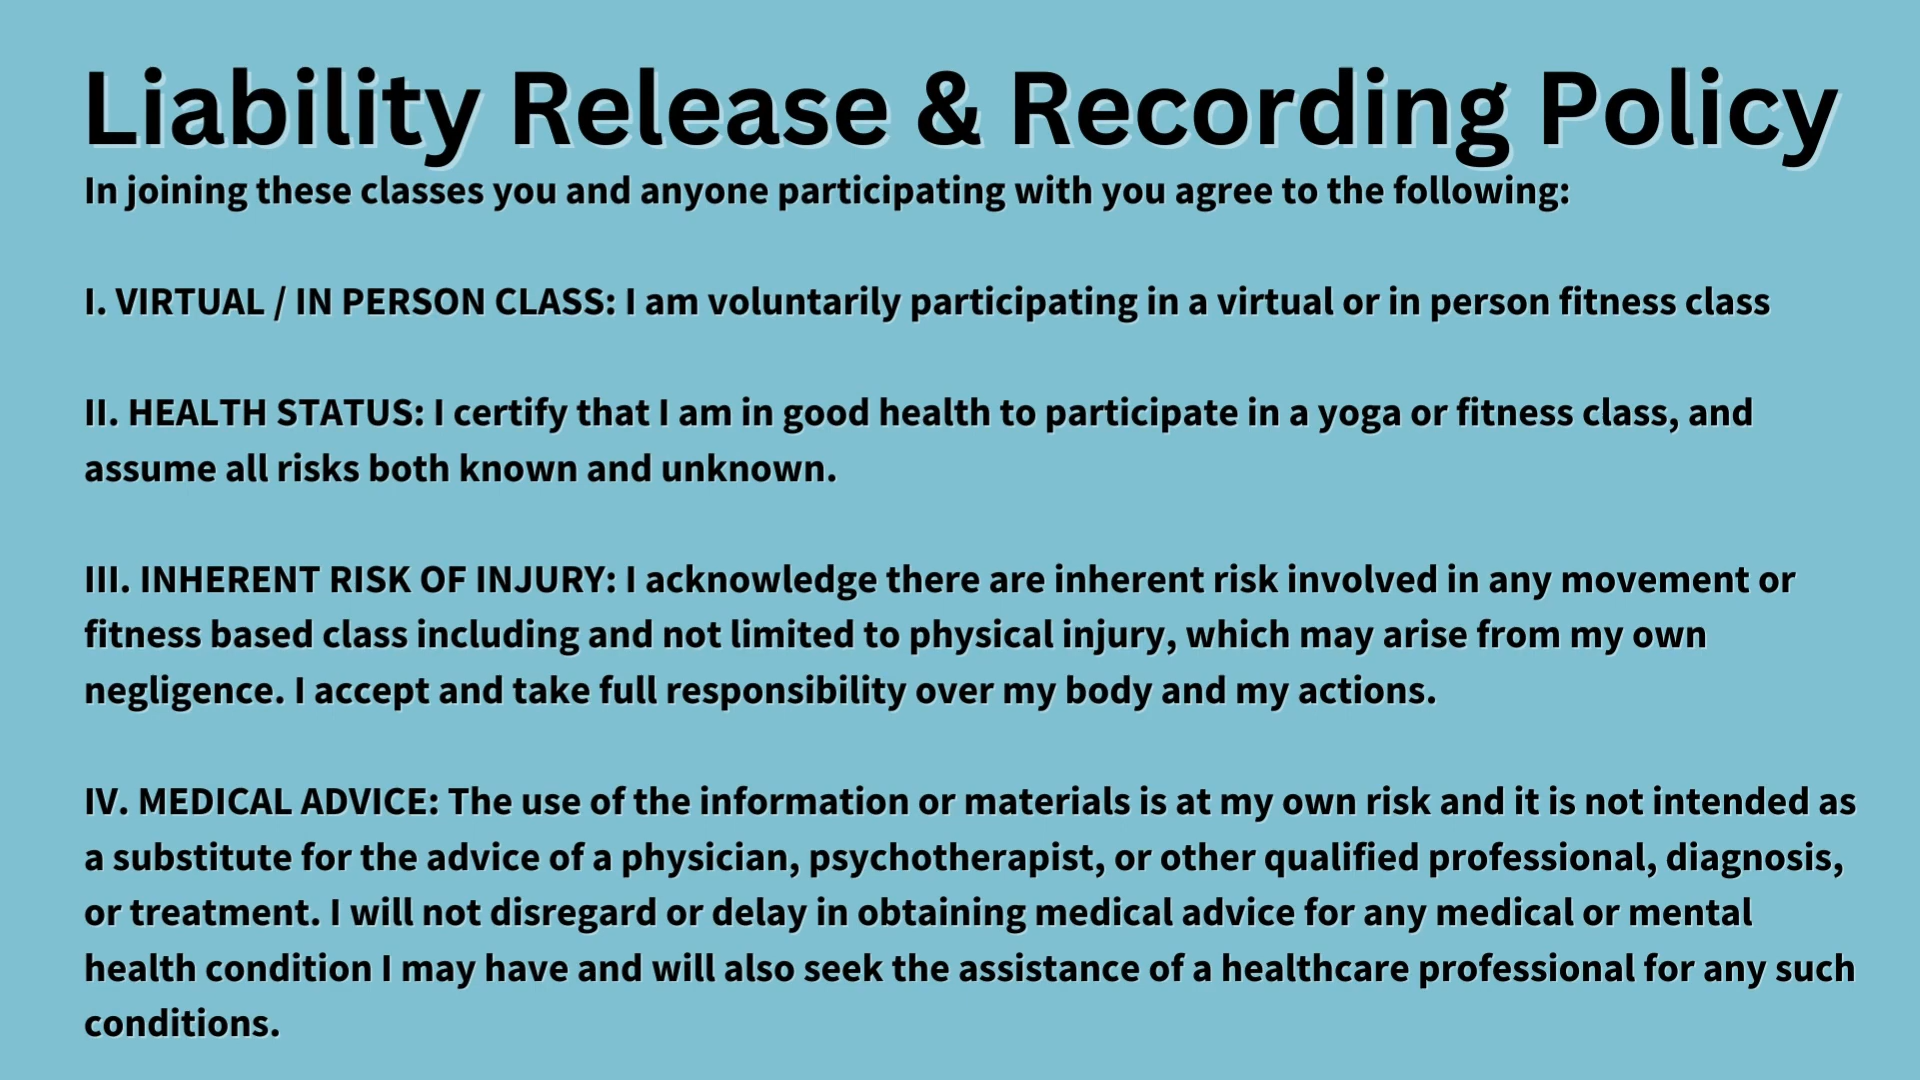 Liability Release & Recording Policy
In joining these classes you and anyone participating with you agree to the following:
I. VIRTUAL / IN PERSON CLASS: I am voluntarily participating in a virtual or in person fitness class
II. HEALTH STATUS: I certify that I am in good health to participate in a yoga or fitness class, and
assume all risks both known and unknown.
III. INHERENT RISK OF INJURY: I acknowledge there are inherent risk involved in any movement or
fitness based class including and not limited to physical injury, which may arise from my own
negligence. I accept and take full responsibility over my body and my actions.
IV. MEDICAL ADVICE: The use of the information or materials is at my own risk and it is not intended as
a substitute for the advice of a physician, psychotherapist, or other qualified professional, diagnosis,
or treatment. I will not disregard or delay in obtaining medical advice for any medical or mental
health condition I may have and will also seek the assistance of a healthcare professional for any such
conditions.